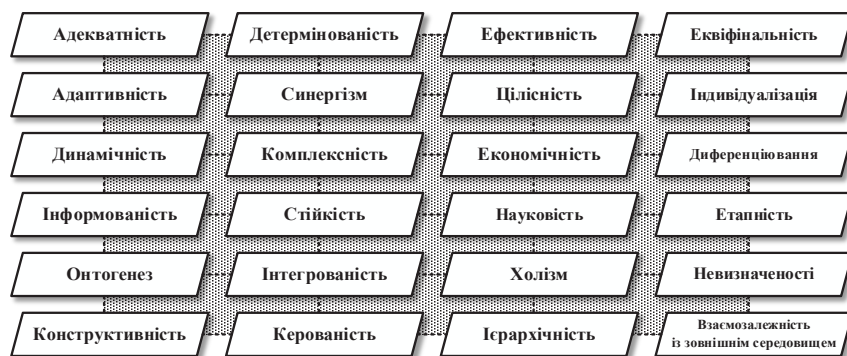 Адекватність
Детермінованість
Ефективність
Еквіфінальність
Адаптивність
Синергізм
Цілісність
Індивідуалізація
Динамічність
Комплексність
Економічність
Диференціювання
Інформованість
Стійкість
Науковість
Етапність
Онтогенез
Інтегрованість
Холізм
Невизначеності
Конструктивність
Керованість
Ієрархічність
Взаємозалежність
із зовнішнім середовищем